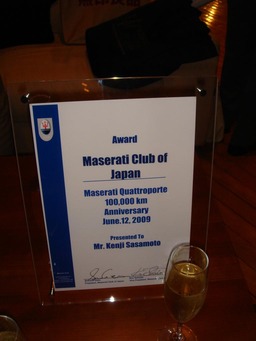 Award
Maserati Club of
Japan
Maserati Quattroporte
100,000 km
Anniversary
June.12, 2009
Presented To
Mr. Kenji Sasamoto